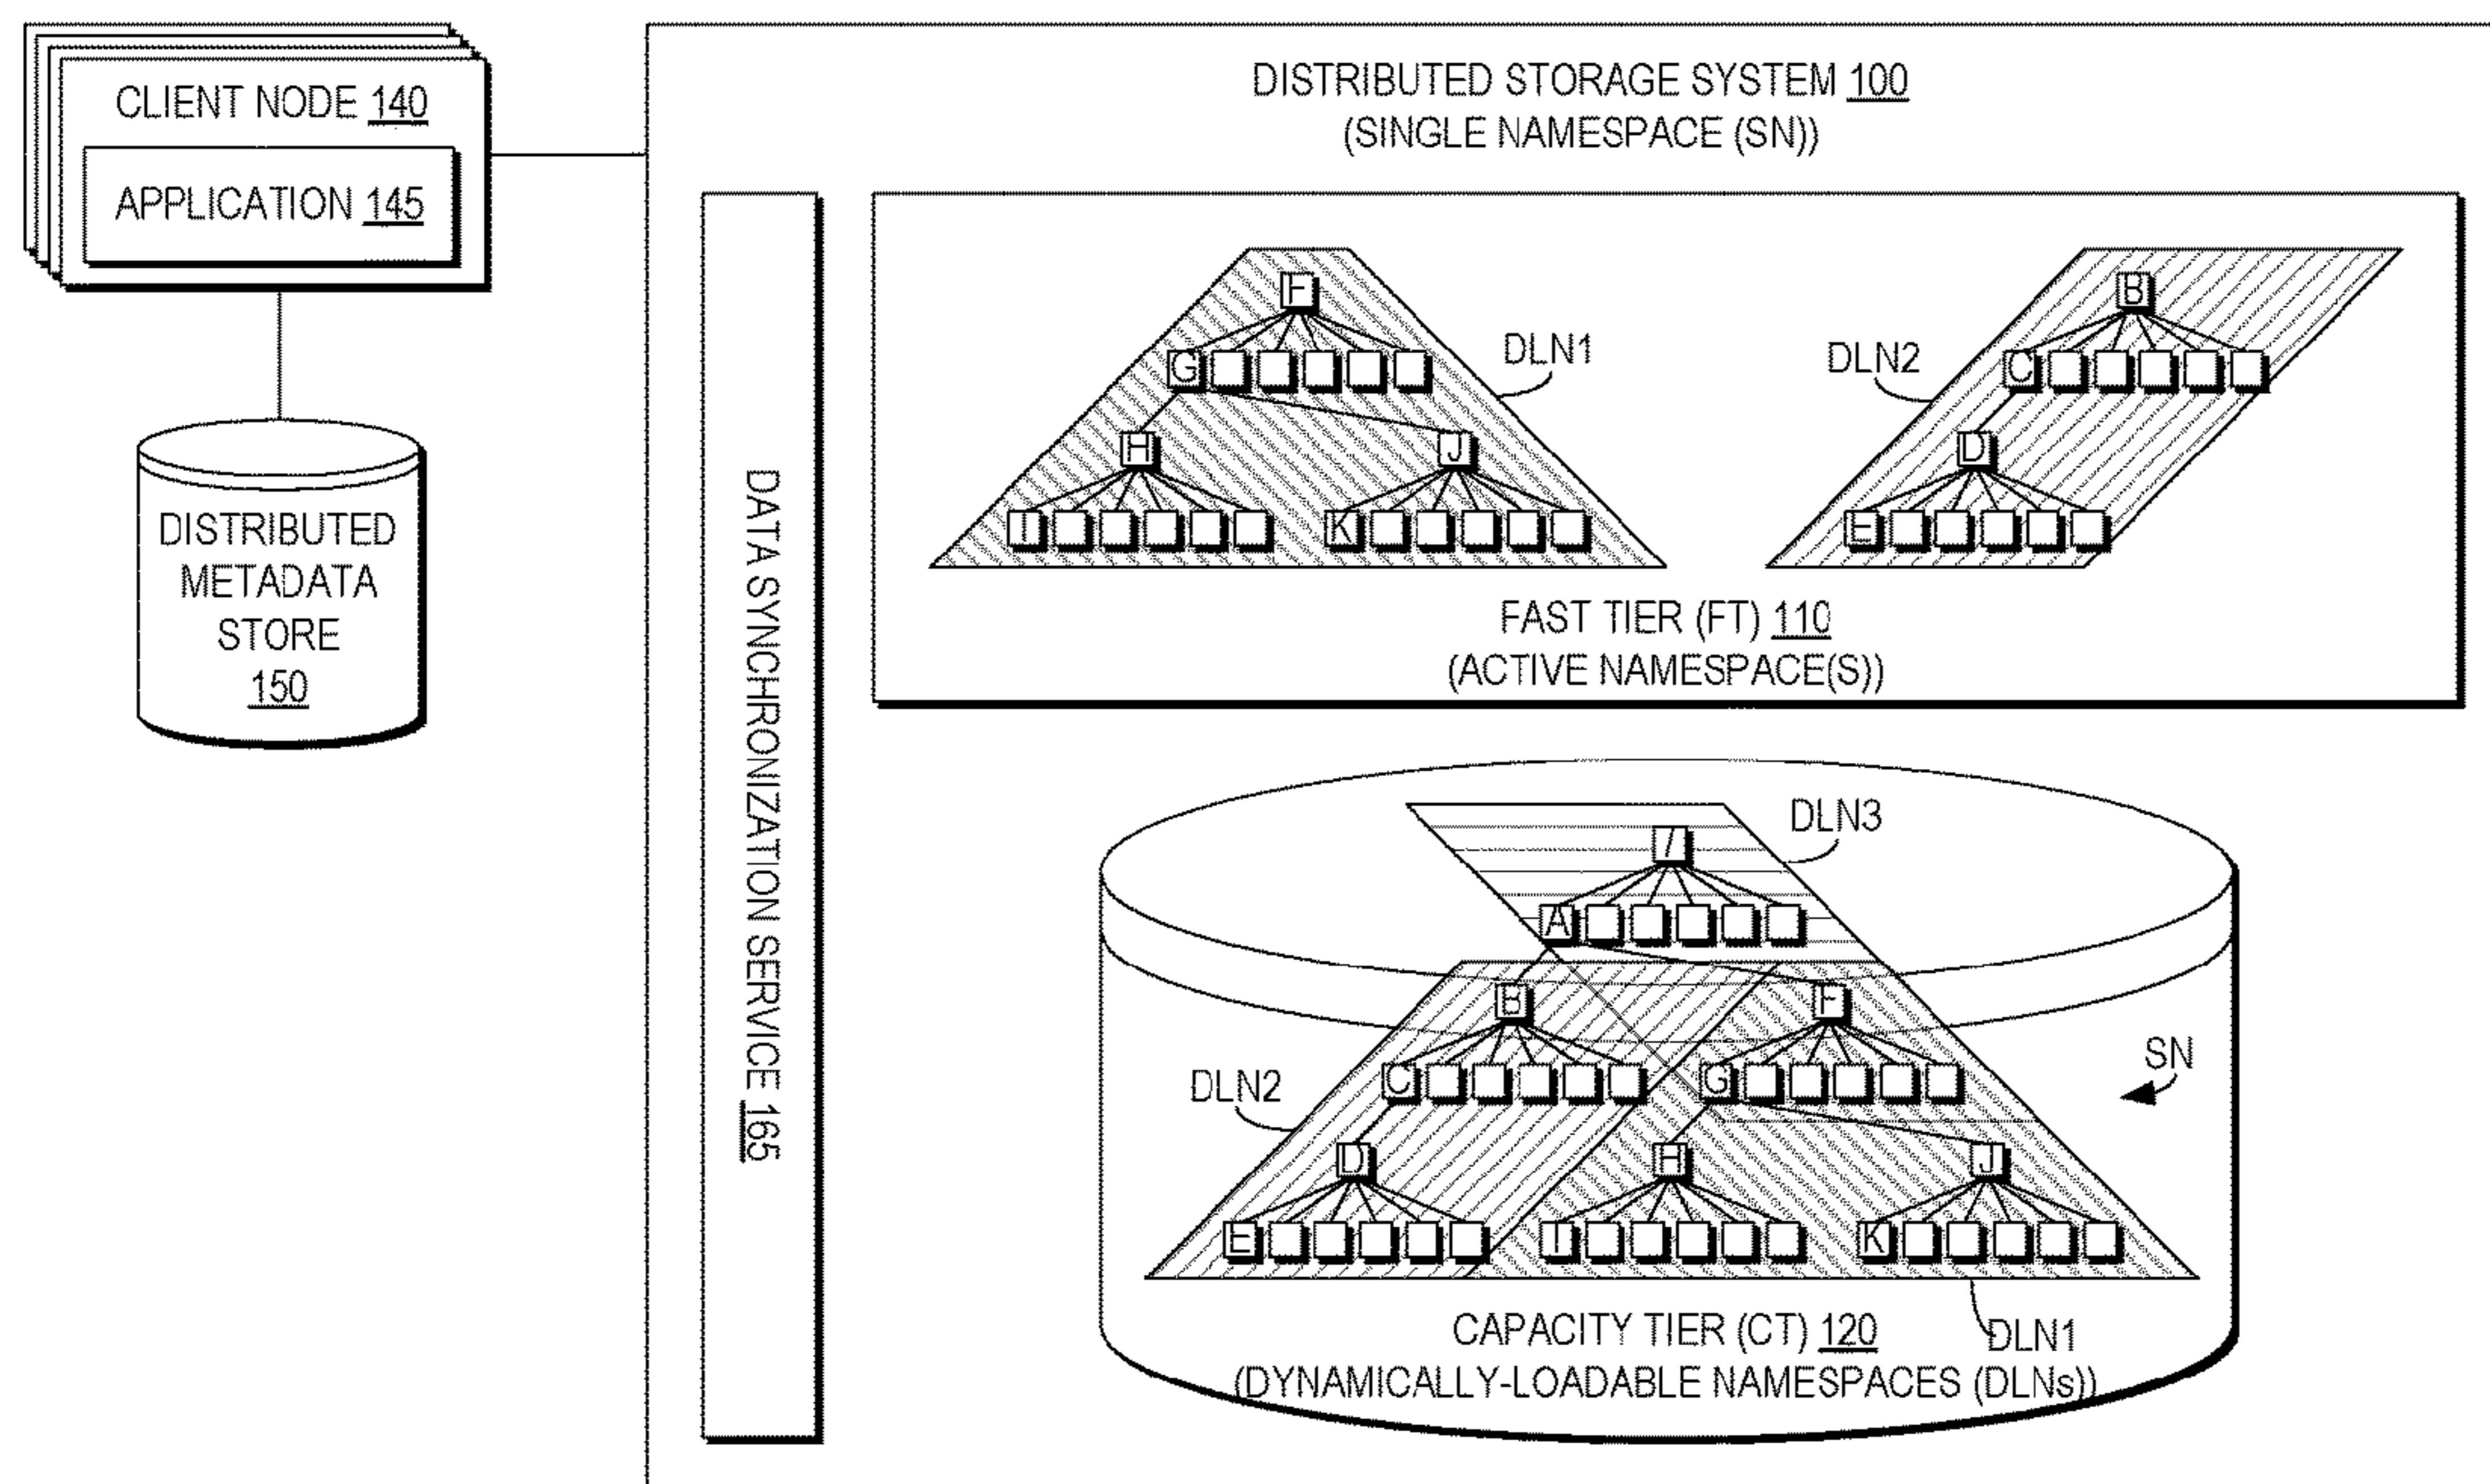 CLIENT NODE 140
APPLICATION 145
DISTRIBUTED
METADATA
STORE
150
DISTRIBUTED STORAGE SYSTEM 100
(SINGLE NAMESPACE (SN))
DATA SYNCHRONIZATION SERVICE 165
F
G
H
J
I
K
DLN1
B
C
D
E
DLN2
FAST TIER (FT) 110
(ACTIVE NAMESPACE(S))
/
A
DLN3
B
F
C
G
DLN2
SN
D
H
J
E
I
K
CAPACITY TIER (CT) 120
DLN1
(DYNAMICALLY-LOADABLE NAMESPACES (DLNs))